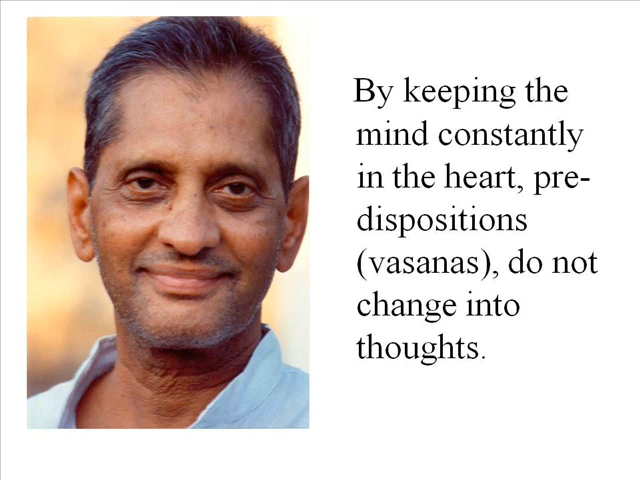 By keeping the
mind constantly
in the heart, pre-
dispositions
(vasanas), do not
change into
thoughts.